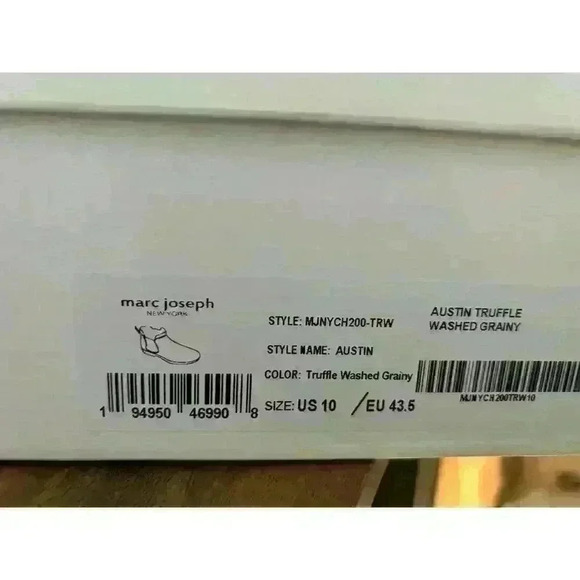 marc joseph
NEW YORK
STYLE: MJNYCH200-TRW
AUSTIN TRUFFLE
WASHED GRAINY
STYLE NAME: AUSTIN
COLOR: Truffle Washed Grainy
MJNYCH200TRW10
SIZE: US 10 / EU 43.5
1 94950 46990 8